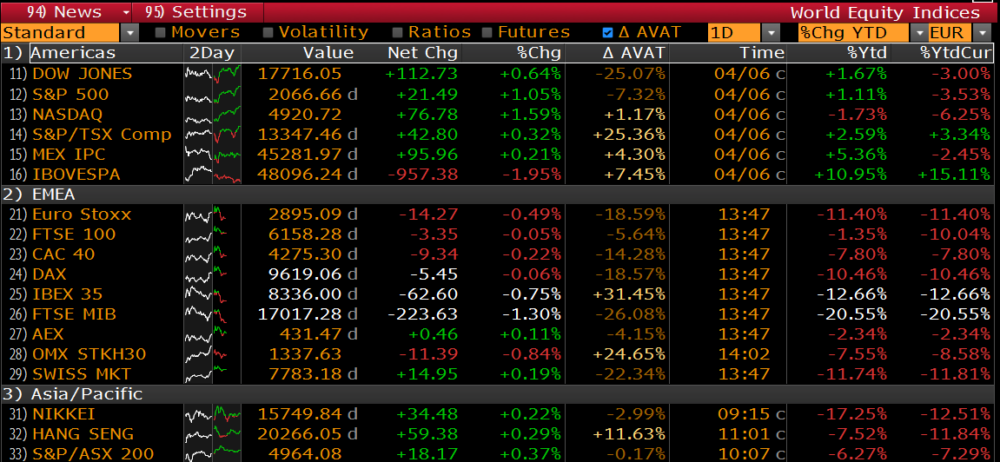 94) News 95) Settings World Equity Indices
Standard Movers Volatility Ratios Futures Δ AVAT 1D %Chg YTD EUR
1) Americas 2Day Value Net Chg %Chg Δ AVAT Time %Ytd %YtdCur
11) DOW JONES 17716.05 +112.73 +0.64% -25.07% 04/06 c +1.67% -3.00%
12) S&P 500 2066.66 d +21.49 +1.05% -7.32% 04/06 c +1.11% -3.53%
13) NASDAQ 4920.72 +76.78 +1.59% +1.17% 04/06 c -1.73% -6.25%
14) S&P/TSX Comp 13347.46 d +42.80 +0.32% +25.36% 04/06 c +2.59% +3.34%
15) MEX IPC 45281.97 d +95.96 +0.21% +4.30% 04/06 c +5.36% -2.45%
16) IBOVESPA 48096.24 d -957.38 -1.95% +7.45% 04/06 c +10.95% +15.11%
2) EMEA
21) Euro Stoxx 2895.09 d -14.27 -0.49% -18.59% 13:47 -11.40% -11.40%
22) FTSE 100 6158.28 d -3.35 -0.05% -5.64% 13:47 -1.35% -10.04%
23) CAC 40 4275.30 d -9.34 -0.22% -14.28% 13:47 -7.80% -7.80%
24) DAX 9619.06 d -5.45 -0.06% -18.57% 13:47 -10.46% -10.46%
25) IBEX 35 8336.00 d -62.60 -0.75% +31.45% 13:47 -12.66% -12.66%
26) FTSE MIB 17017.28 d -223.63 -1.30% -26.08% 13:47 -20.55% -20.55%
27) AEX 431.47 d +0.46 +0.11% -4.15% 13:47 -2.34% -2.34%
28) OMX STKH30 1337.63 -11.39 -0.84% +24.65% 14:02 -7.55% -8.58%
29) SWISS MKT 7783.18 d +14.95 +0.19% -22.34% 13:47 -11.74% -11.81%
3) Asia/Pacific
31) NIKKEI 15749.84 d +34.48 +0.22% -2.99% 09:15 c -17.25% -12.51%
32) HANG SENG 20266.05 d +59.38 +0.29% +11.63% 11:01 c -7.52% -11.84%
33) S&P/ASX 200 4964.08 +18.17 +0.37% -0.17% 10:07 c -6.27% -7.29%